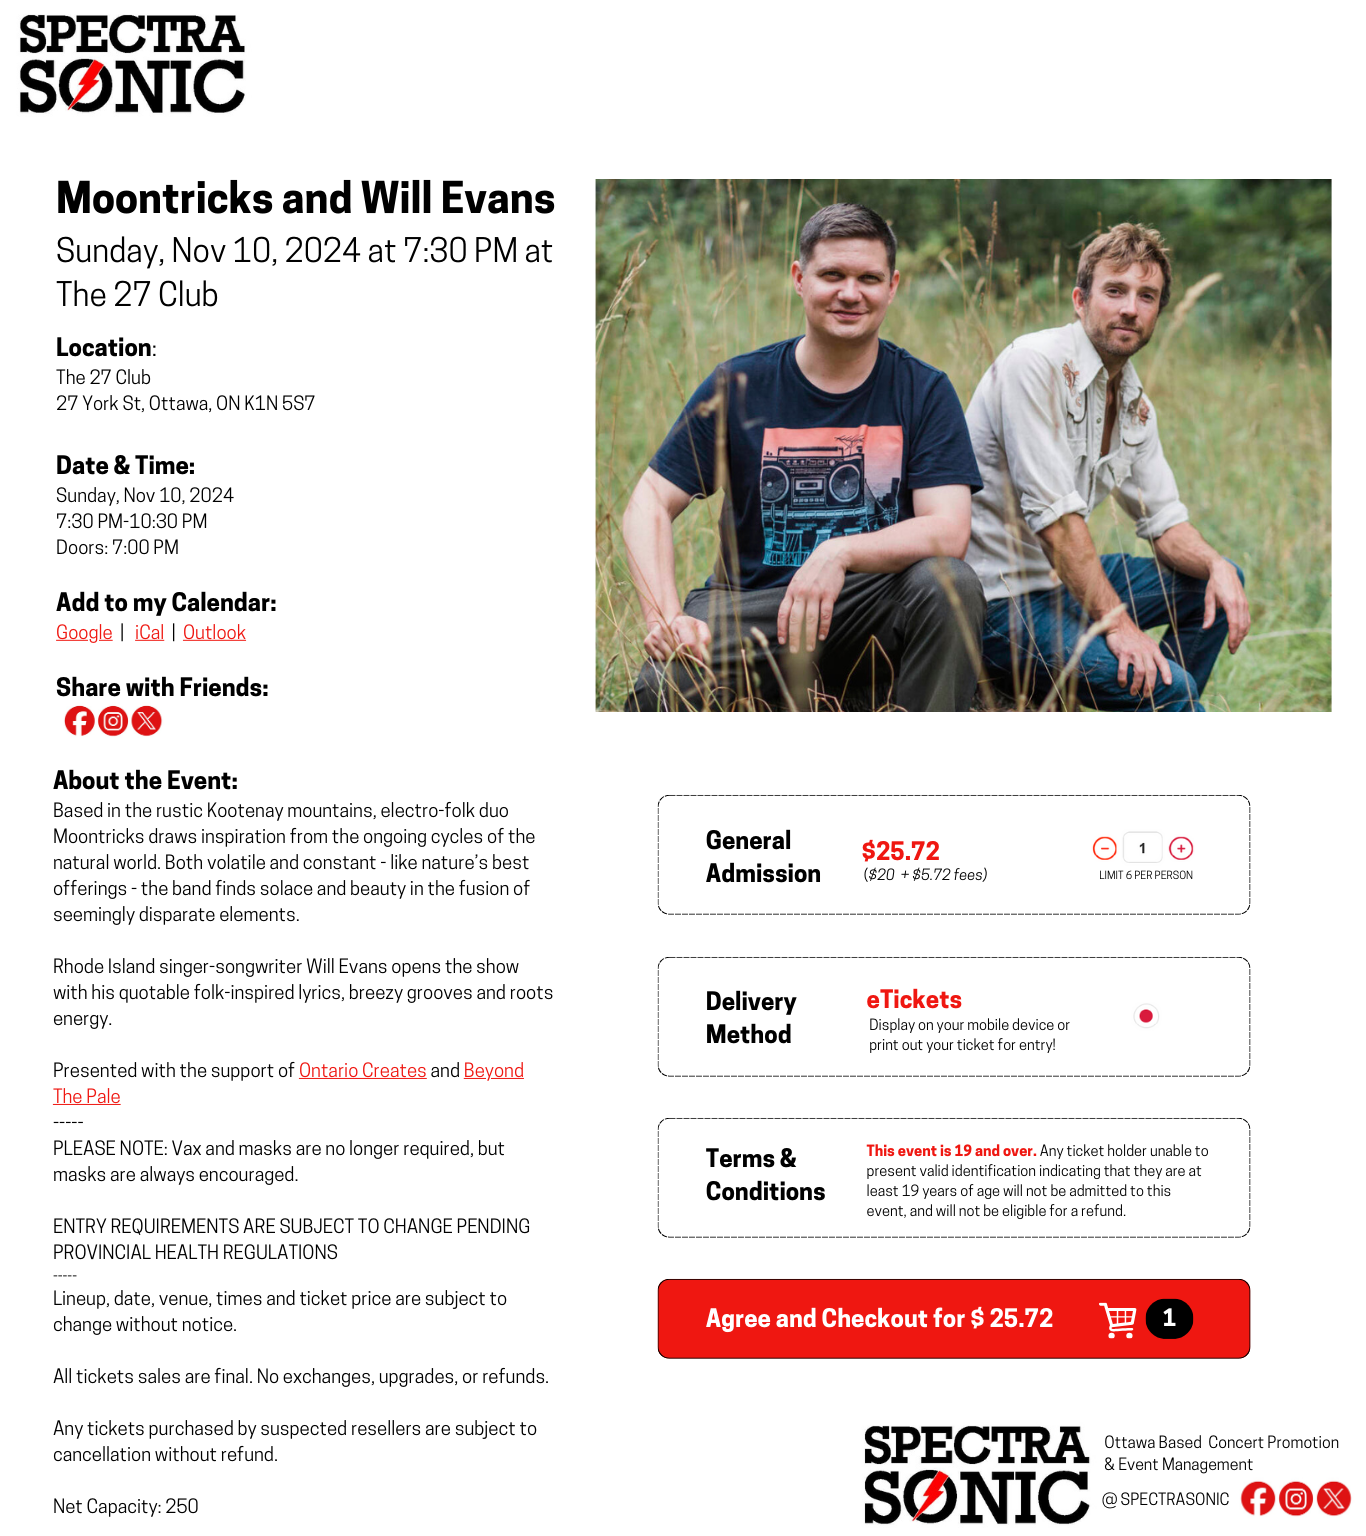 SPECTRA
SONIC
Moontricks and Will Evans
Sunday, Nov 10, 2024 at 7:30 PM at
The 27 Club
Location:
The 27 Club
27 York St, Ottawa, ON K1N 5S7
Date & Time:
Sunday, Nov 10, 2024
7:30 PM-10:30 PM
Doors: 7:00 PM
Add to my Calendar:
Google | iCal | Outlook
Share with Friends:
About the Event:
Based in the rustic Kootenay mountains, electro-folk duo
Moontricks draws inspiration from the ongoing cycles of the
natural world. Both volatile and constant - like nature's best
offerings - the band finds solace and beauty in the fusion of
seemingly disparate elements.
Rhode Island singer-songwriter Will Evans opens the show
with his quotable folk-inspired lyrics, breezy grooves and roots
energy.
Presented with the support of Ontario Creates and Beyond
The Pale
-----
PLEASE NOTE: Vax and masks are no longer required, but
masks are always encouraged.
ENTRY REQUIREMENTS ARE SUBJECT TO CHANGE PENDING
PROVINCIAL HEALTH REGULATIONS
-----
Lineup, date, venue, times and ticket price are subject to
change without notice.
All tickets sales are final. No exchanges, upgrades, or refunds.
Any tickets purchased by suspected resellers are subject to
cancellation without refund.
Net Capacity: 250
General
Admission
$25.72
($20 + $5.72 fees)
1
LIMIT 6 PER PERSON
Delivery
Method
eTickets
Display on your mobile device or
print out your ticket for entry!
Terms &
Conditions
This event is 19 and over. Any ticket holder unable to
present valid identification indicating that they are at
least 19 years of age will not be admitted to this
event, and will not be eligible for a refund.
Agree and Checkout for $ 25.72
1
SPECTRA
SONIC
Ottawa Based Concert Promotion
& Event Management
@ SPECTRASONIC